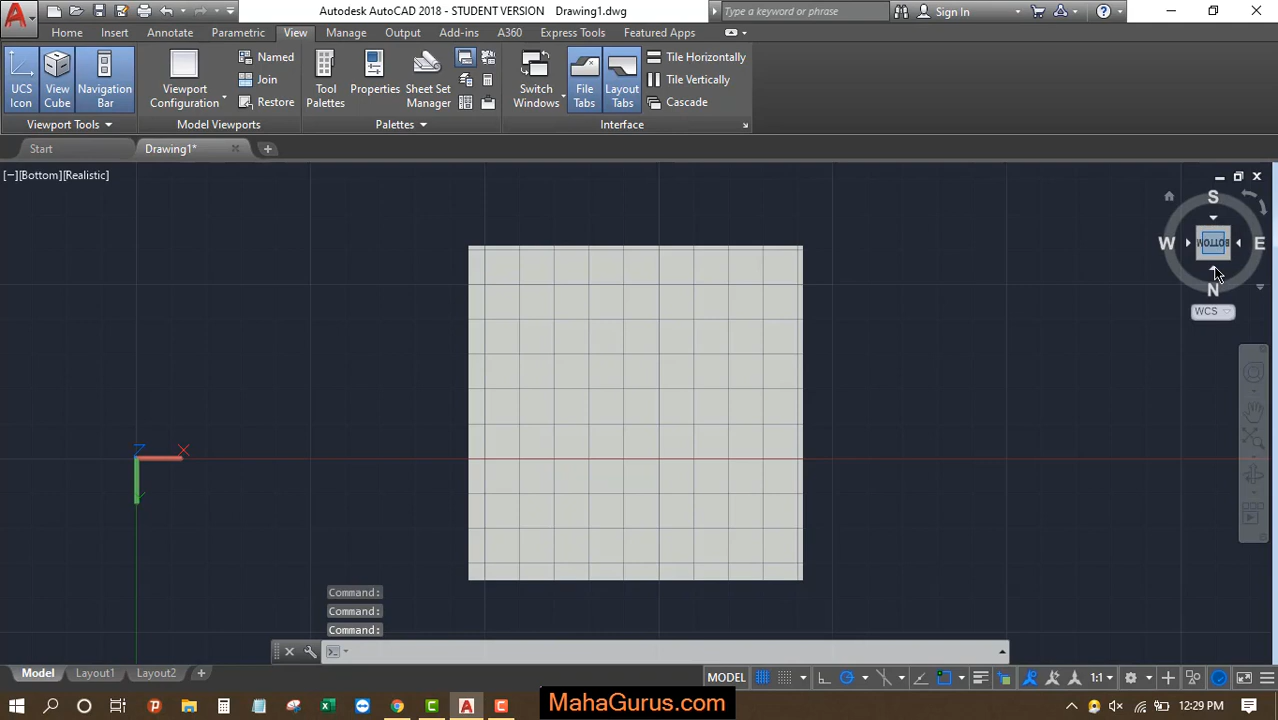 Autodesk AutoCAD 2018 - STUDENT VERSION Drawing1.dwg
Type a keyword or phrase
Sign In
Home Insert Annotate Parametric View Manage Output Add-ins A360 Express Tools Featured Apps
UCS Icon
View Cube
Navigation Bar
Viewport Configuration
Named
Join
Restore
Tool Palettes
Properties
Sheet Set Manager
Switch Windows
File Tabs
Layout Tabs
Tile Horizontally
Tile Vertically
Cascade
Viewport Tools Model Viewports Palettes Interface
Start Drawing1*
[−][Bottom][Realistic]
S
W BOTTOM E
N
WCS
Z X
Y
Command:
Command:
Command:
Model Layout1 Layout2 MODEL 1:1
MahaGurus.com
12:29 PM